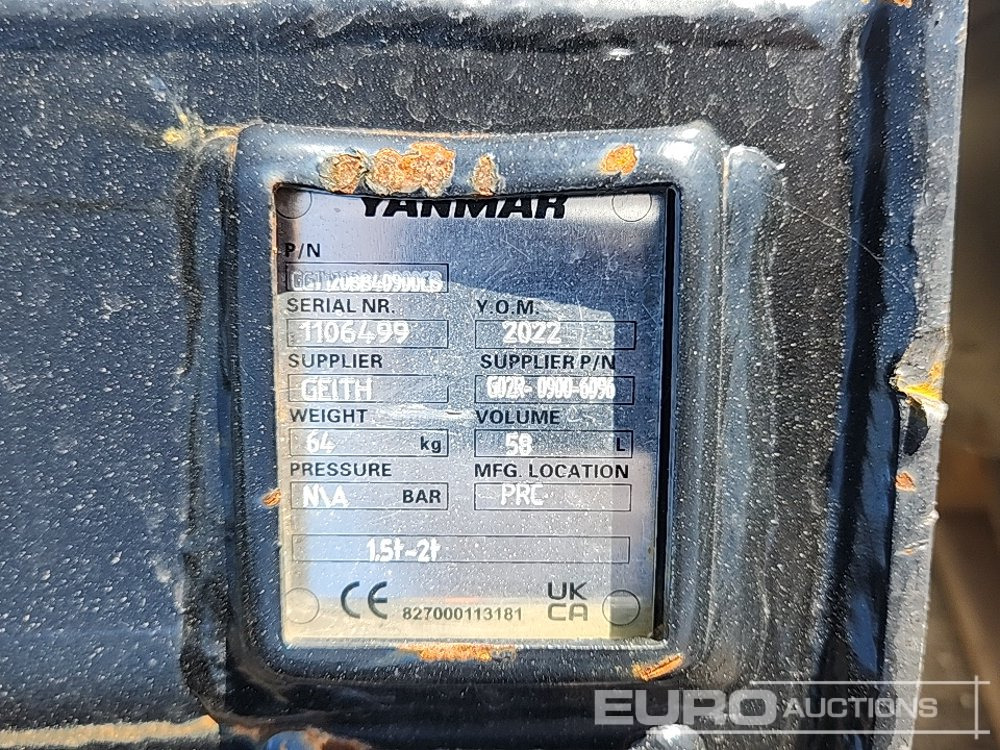 YANMAR
P/N
SERIAL NR. Y.O.M.
1106499 2022
SUPPLIER SUPPLIER P/N
GEITH G02R-0900-6096
WEIGHT VOLUME
64 kg 58 L
PRESSURE MFG. LOCATION
N\A BAR PRC
1,5t-2t
CE 827000113181 UK
CA
EURO AUCTIONS